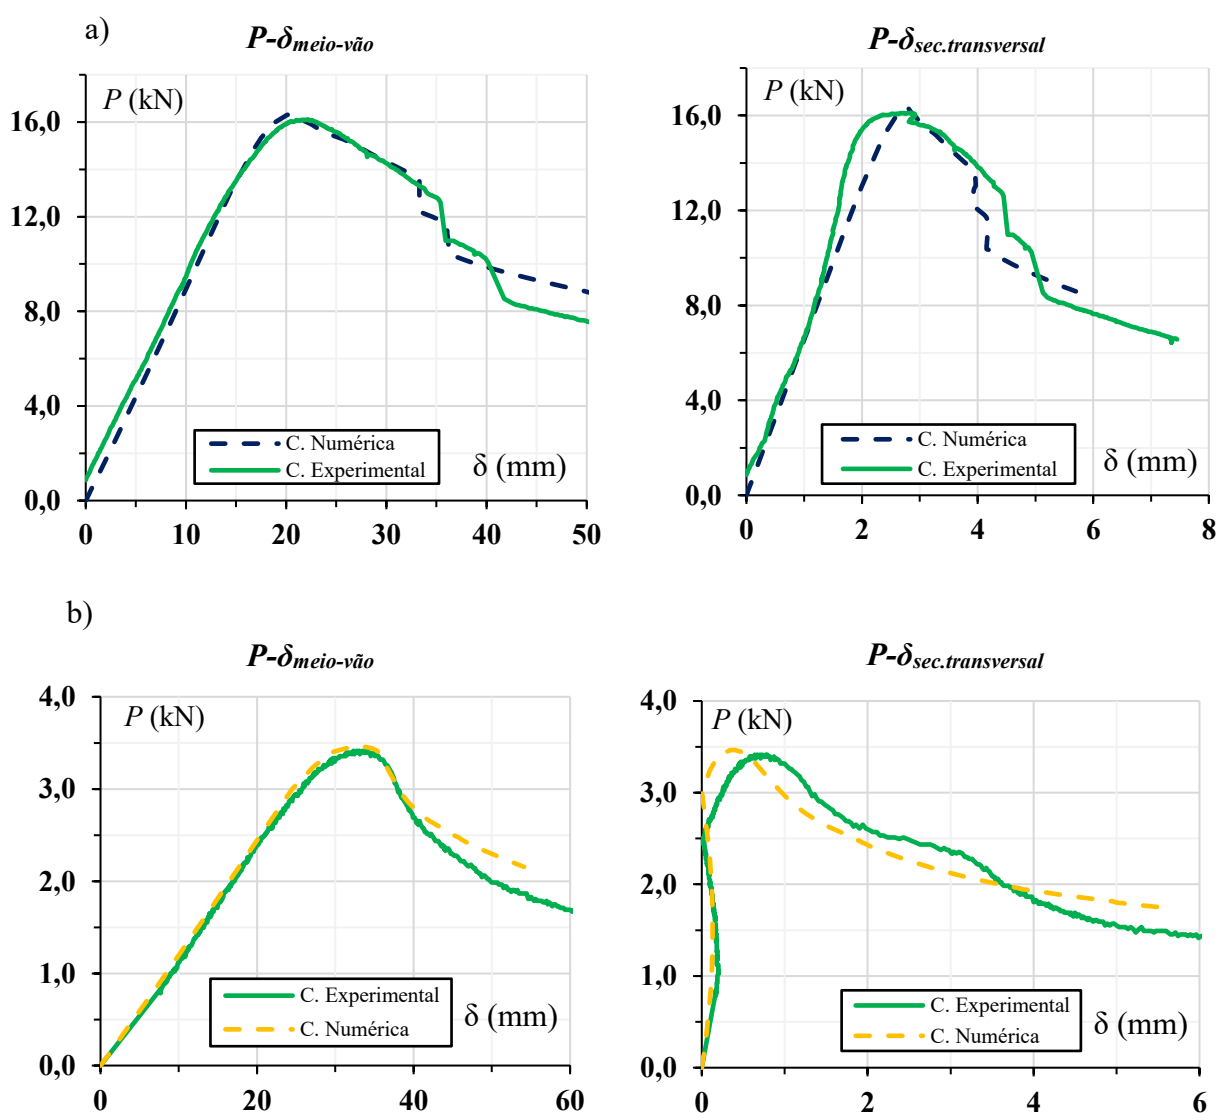 a)
P-δmeio-vão
P (kN)
16,0
12,0
8,0
4,0
0,0
C. Numérica
C. Experimental
δ (mm)
0 10 20 30 40 50
P-δsec.transversal
P (kN)
16,0
12,0
8,0
4,0
0,0
C. Numérica
C. Experimental
δ (mm)
0 2 4 6 8
b)
P-δmeio-vão
4,0
P (kN)
3,0
2,0
1,0
0,0
C. Experimental
C. Numérica
δ (mm)
0 20 40 60
P-δsec.transversal
4,0
P (kN)
3,0
2,0
1,0
0,0
C. Experimental
C. Numérica
δ (mm)
0 2 4 6